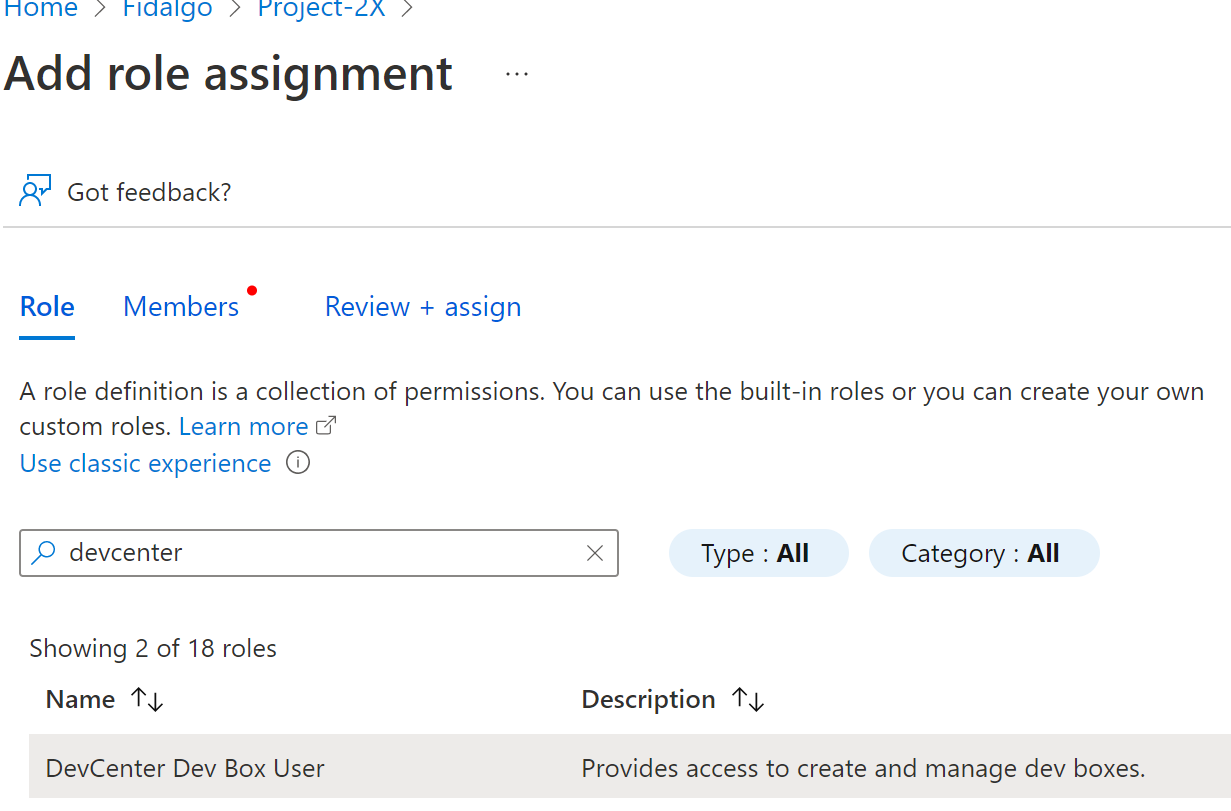 Home > Fidalgo > Project-2X >
Add role assignment ...
Got feedback?
Role Members Review + assign
A role definition is a collection of permissions. You can use the built-in roles or you can create your own
custom roles. Learn more
Use classic experience
devcenter Type : All Category : All
Showing 2 of 18 roles
Name Description
DevCenter Dev Box User Provides access to create and manage dev boxes.